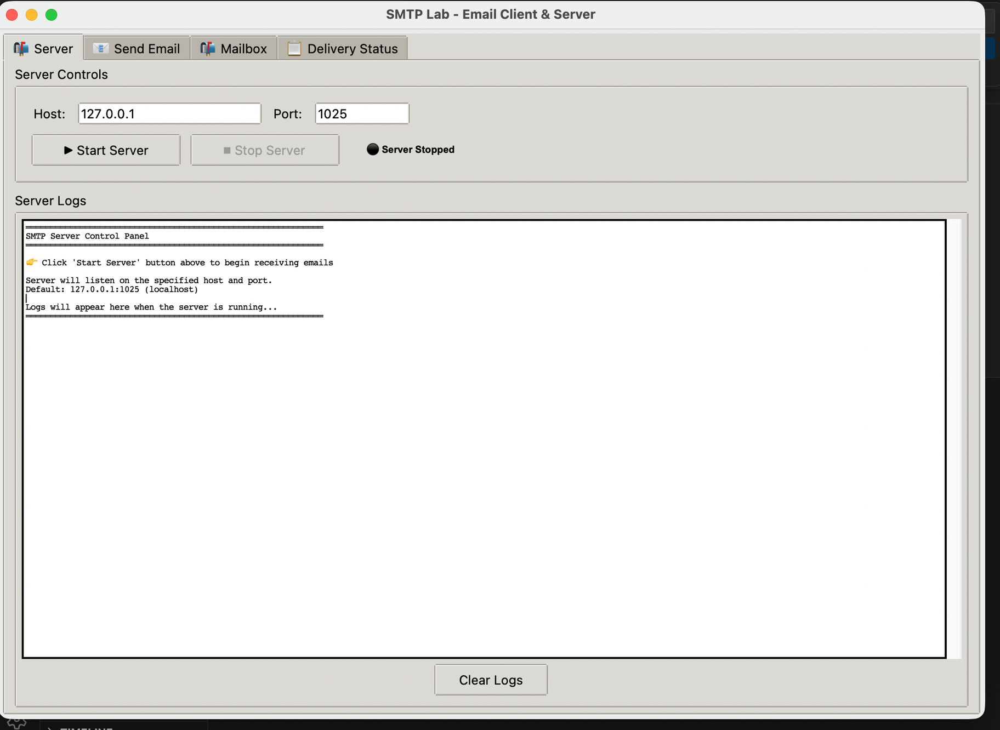 SMTP Lab - Email Client & Server
Server Send Email Mailbox Delivery Status
Server Controls
Host: 127.0.0.1 Port: 1025
▶ Start Server ■ Stop Server ⚫ Server Stopped
Server Logs
SMTP Server Control Panel
👉 Click 'Start Server' button above to begin receiving emails
Server will listen on the specified host and port.
Default: 127.0.0.1:1025 (localhost)
Logs will appear here when the server is running...
Clear Logs
TIMELINE